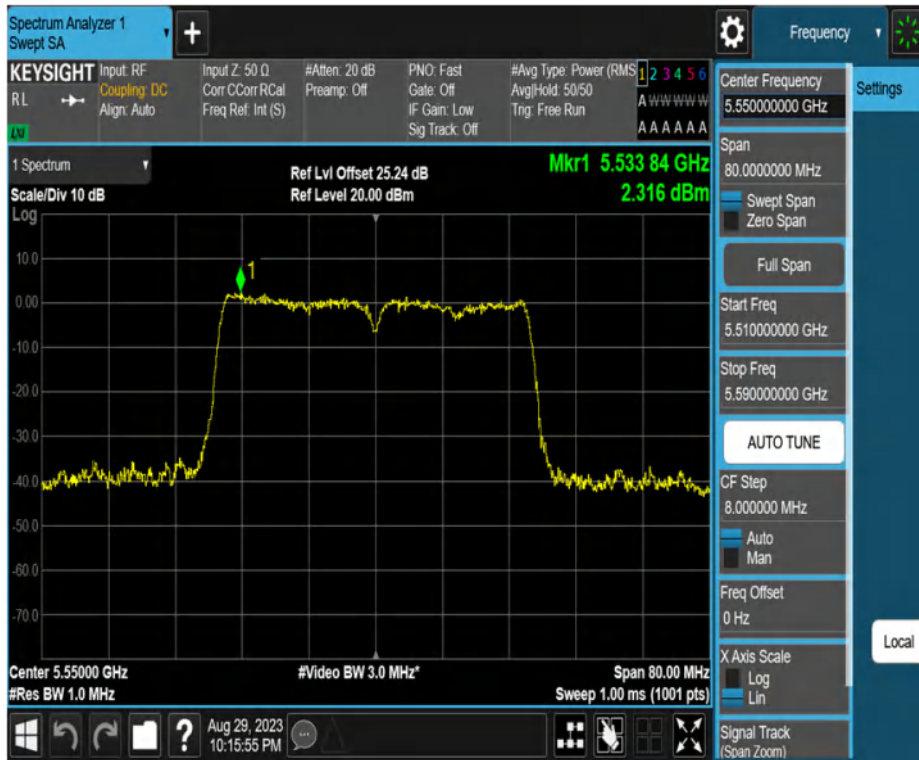 Spectrum Analyzer 1
Swept SA
+
Frequency
KEYSIGHT
RL
LXI
Input: RF
Coupling: DC
Align: Auto
Input Z: 50 Ω
Corr CCorr RCal
Freq Ref: Int (S)
#Atten: 20 dB
Preamp: Off
PNO: Fast
Gate: Off
IF Gain: Low
Sig Track: Off
#Avg Type: Power (RMS
Avg|Hold: 50/50
Trig: Free Run
1 2 3 4 5 6
A W W W W W
A A A A A A
1 Spectrum
Scale/Div 10 dB
Log
Ref Lvl Offset 25.24 dB
Ref Level 20.00 dBm
Mkr1 5.533 84 GHz
2.316 dBm
1
10.0
0.00
-10.0
-20.0
-30.0
-40.0
-50.0
-60.0
-70.0
Center 5.55000 GHz
#Res BW 1.0 MHz
#Video BW 3.0 MHz*
Span 80.00 MHz
Sweep 1.00 ms (1001 pts)
?
Aug 29, 2023
10:15:55 PM
Center Frequency
5.550000000 GHz
Span
80.0000000 MHz
Swept Span
Zero Span
Full Span
Start Freq
5.510000000 GHz
Stop Freq
5.590000000 GHz
AUTO TUNE
CF Step
8.000000 MHz
Auto
Man
Freq Offset
0 Hz
X Axis Scale
Log
Lin
Signal Track
(Span Zoom)
Settings
Local